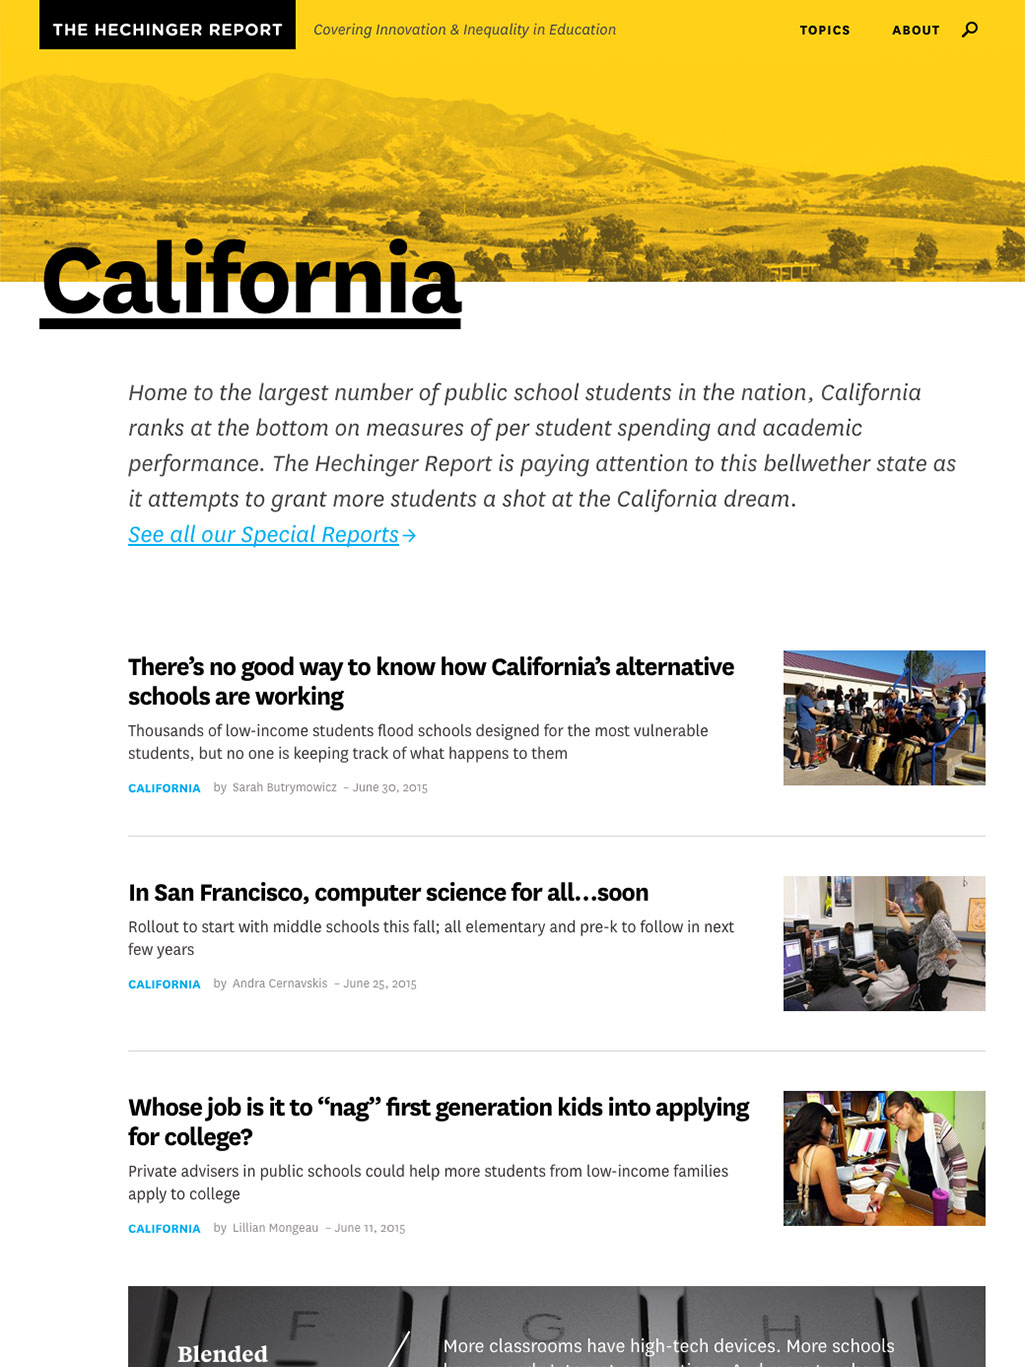 THE HECHINGER REPORT
Covering Innovation & Inequality in Education
TOPICS
ABOUT
California
Home to the largest number of public school students in the nation, California
ranks at the bottom on measures of per student spending and academic
performance. The Hechinger Report is paying attention to this bellwether state as
it attempts to grant more students a shot at the California dream.
See all our Special Reports→
There’s no good way to know how California’s alternative
schools are working
Thousands of low-income students flood schools designed for the most vulnerable
students, but no one is keeping track of what happens to them
CALIFORNIA by Sarah Butrymowicz – June 30, 2015
In San Francisco, computer science for all…soon
Rollout to start with middle schools this fall; all elementary and pre-k to follow in next
few years
CALIFORNIA by Andra Cernavskis – June 25, 2015
Whose job is it to “nag” first generation kids into applying
for college?
Private advisers in public schools could help more students from low-income families
apply to college
CALIFORNIA by Lillian Mongeau – June 11, 2015
F G H
Blended
More classrooms have high-tech devices. More schools